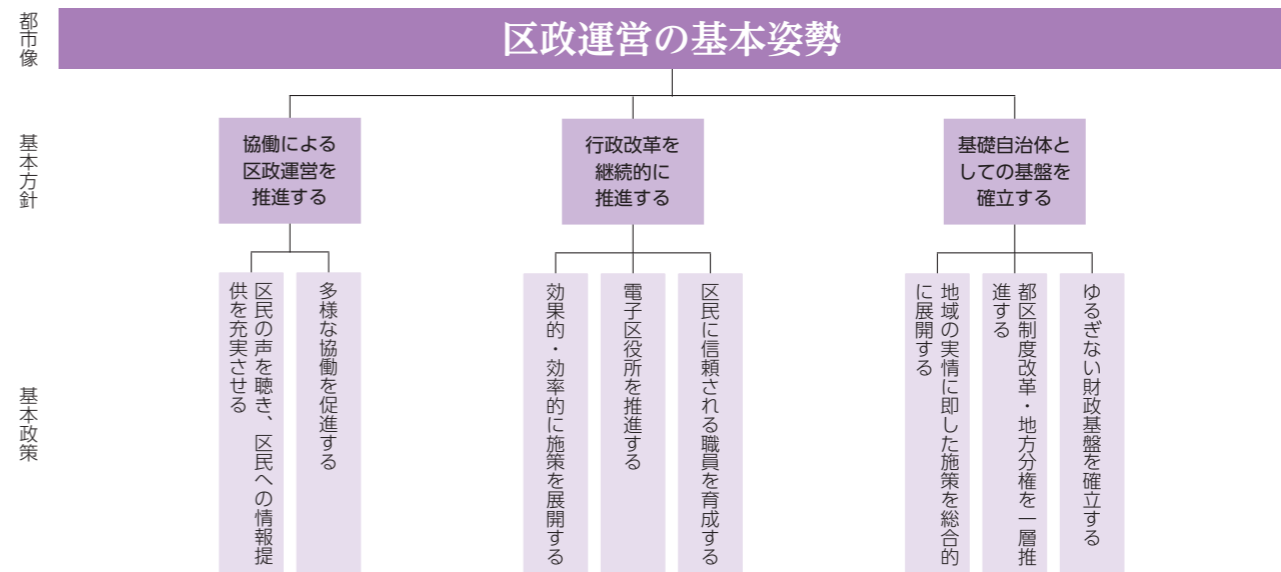 都市像
区政運営の基本姿勢
基本方針
協働による
区政運営を
推進する
行政改革を
継続的に
推進する
基礎自治体と
しての基盤を
確立する
基本政策
区民の声を聴き、区民への情報提
供を充実させる
多様な協働を促進する
効果的・効率的に施策を展開する
電子区役所を推進する
区民に信頼される職員を育成する
地域の実情に即した施策を総合的
に展開する
都区制度改革・地方分権を一層推
進する
ゆるぎない財政基盤を確立する